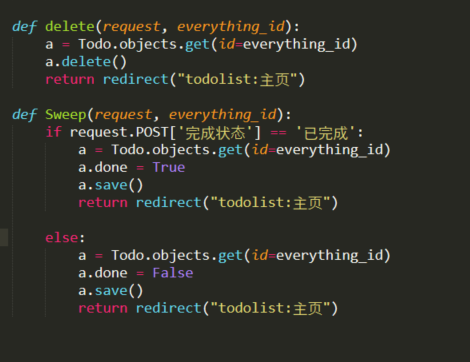 def delete(request, everything_id):
    a = Todo.objects.get(id=everything_id)
    a.delete()
    return redirect("todolist:主页")
def Sweep(request, everything_id):
    if request.POST['完成状态'] == '已完成':
        a = Todo.objects.get(id=everything_id)
        a.done = True
        a.save()
        return redirect("todolist:主页")
    else:
        a = Todo.objects.get(id=everything_id)
        a.done = False
        a.save()
        return redirect("todolist:主页")